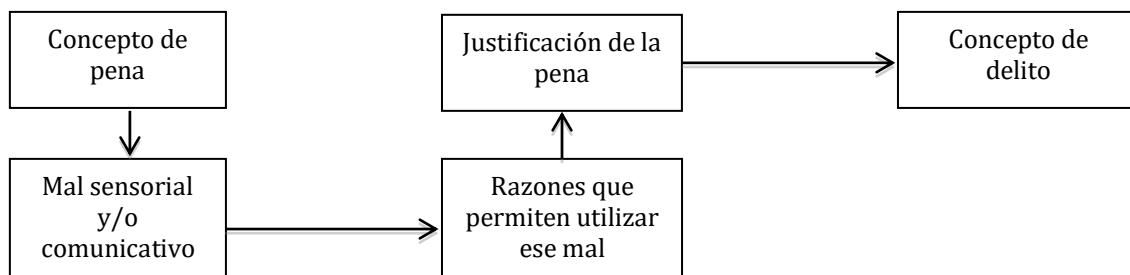 Concepto de
pena
Justificación de la
pena
Concepto de
delito
Mal sensorial
y/o
comunicativo
Razones que
permiten utilizar
ese mal